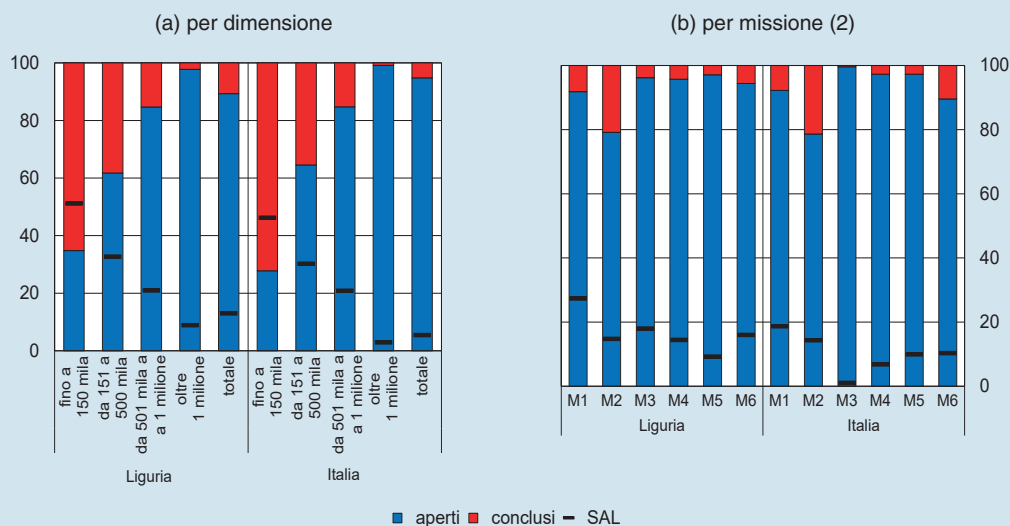 (a) per dimensione
(b) per missione (2)
100
80
60
40
20
0
fino a
150 mila
da 151 a
500 mila
da 501 mila a
a 1 milione
oltre
1 milione
totale
fino a
150 mila
da 151 a
500 mila
da 501 mila a
a 1 milione
oltre
1 milione
totale
Liguria
Italia
100
80
60
40
20
0
M1 M2 M3 M4 M5 M6 M1 M2 M3 M4 M5 M6
Liguria
Italia
aperti conclusi SAL